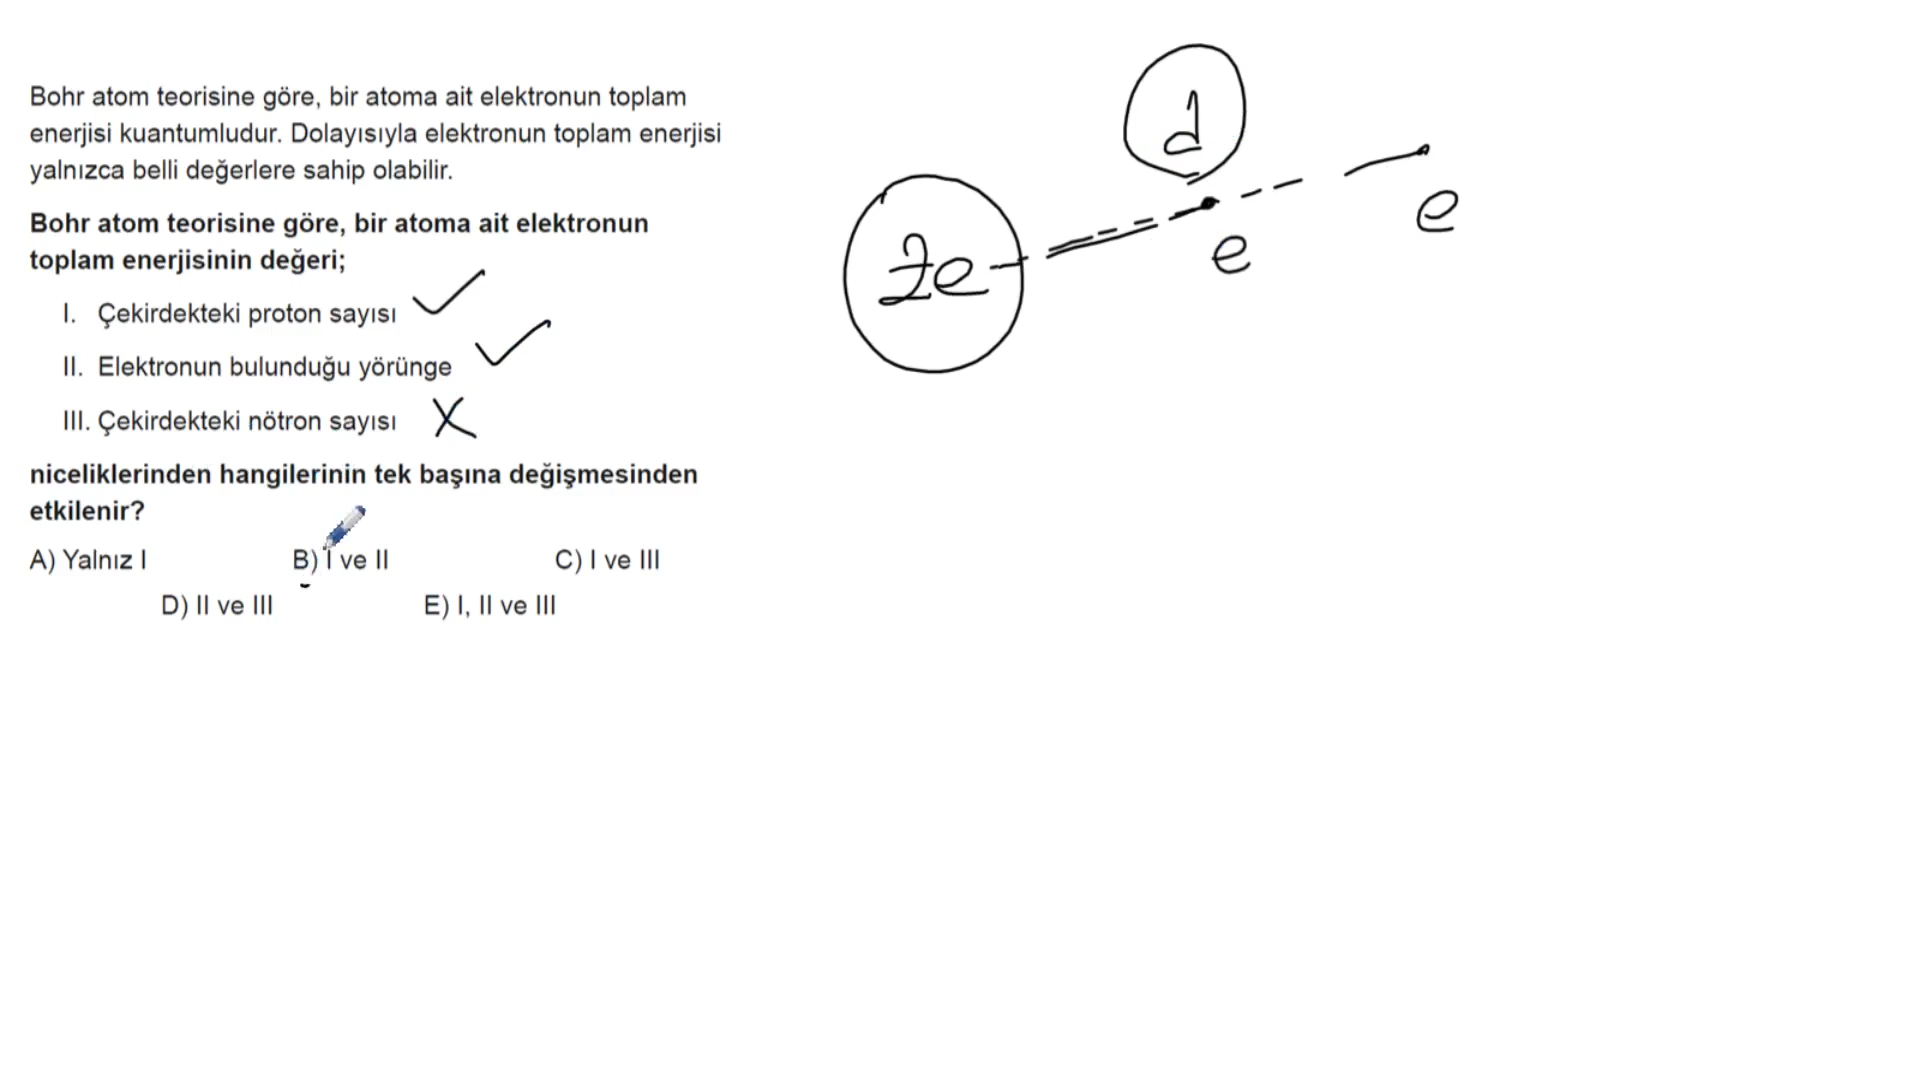 Bohr atom teorisine göre, bir atoma ait elektronun toplam
enerjisi kuantumludur. Dolayısıyla elektronun toplam enerjisi
yalnızca belli değerlere sahip olabilir.
Bohr atom teorisine göre, bir atoma ait elektronun
toplam enerjisinin değeri;
I. Çekirdekteki proton sayısı
II. Elektronun bulunduğu yörünge
III. Çekirdekteki nötron sayısı
niceliklerinden hangilerinin tek başına değişmesinden
etkilenir?
A) Yalnız I B) I ve II C) I ve III
D) II ve III E) I, II ve III
d
Ze
e
e